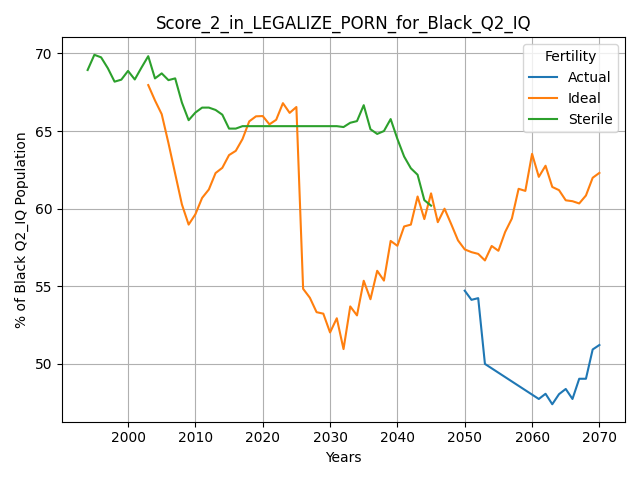 Score_2_in_LEGALIZE_PORN_for_Black_Q2_IQ
Fertility
Actual
Ideal
Sterile
% of Black Q2_IQ Population
70
65
60
55
50
2000
2010
2020
2030
2040
2050
2060
2070
Years